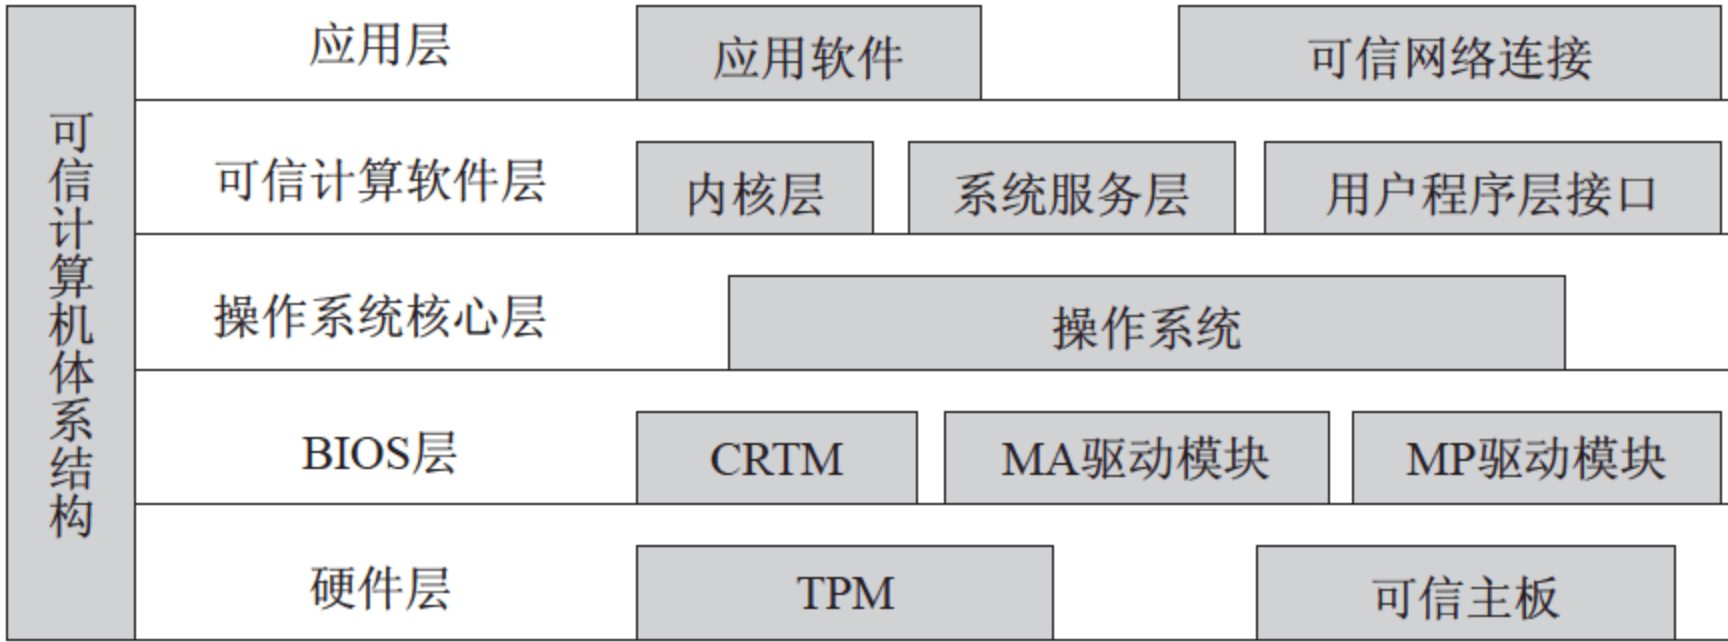 可信计算机体系结构
应用层
应用软件
可信网络连接
可信计算软件层
内核层
系统服务层
用户程序层接口
操作系统核心层
操作系统
BIOS层
CRTM
MA驱动模块
MP驱动模块
硬件层
TPM
可信主板